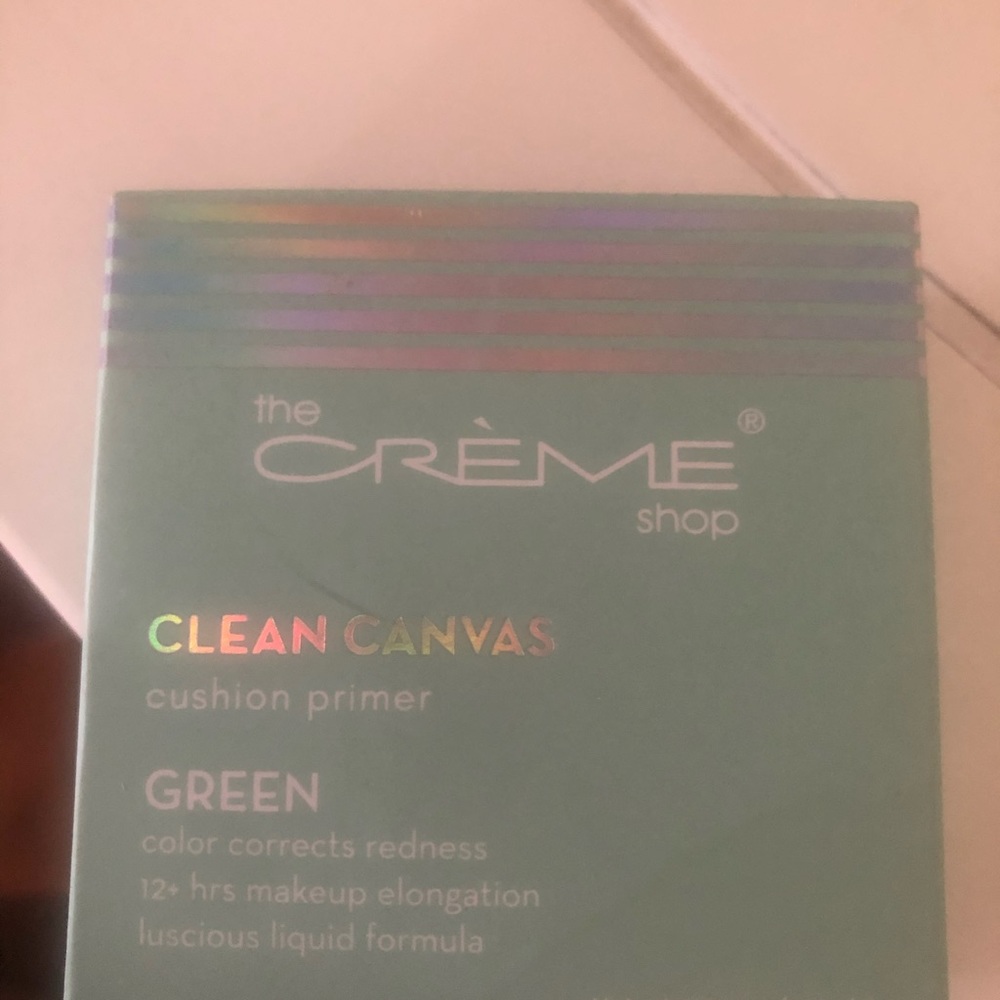 the
CRÈME®
shop
CLEAN CANVAS
cushion primer
GREEN
color corrects redness
12+ hrs makeup elongation
luscious liquid formula